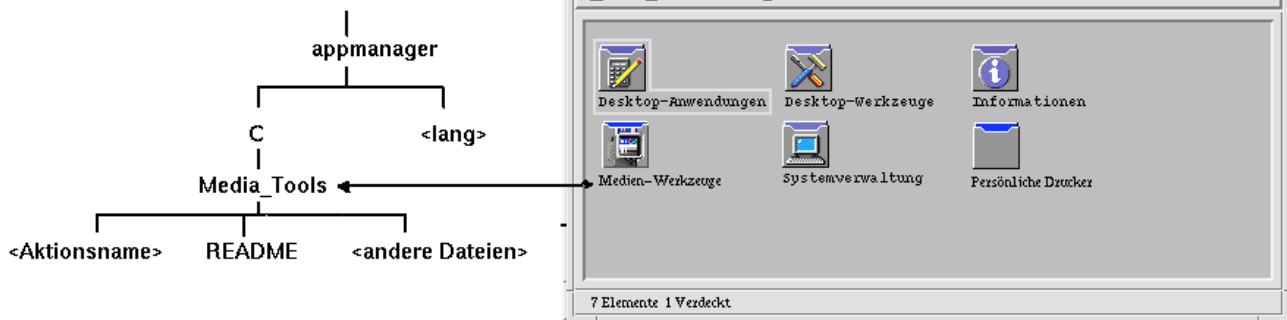 appmanager
C
<lang>
Media_Tools
<Aktionsname> README <andere Dateien>
Desktop-Anwendungen Desktop-Werkzeuge Informationen
Medien-Werkzeuge Systemverwaltung Persönliche Drucker
7 Elemente 1 Verdeckt